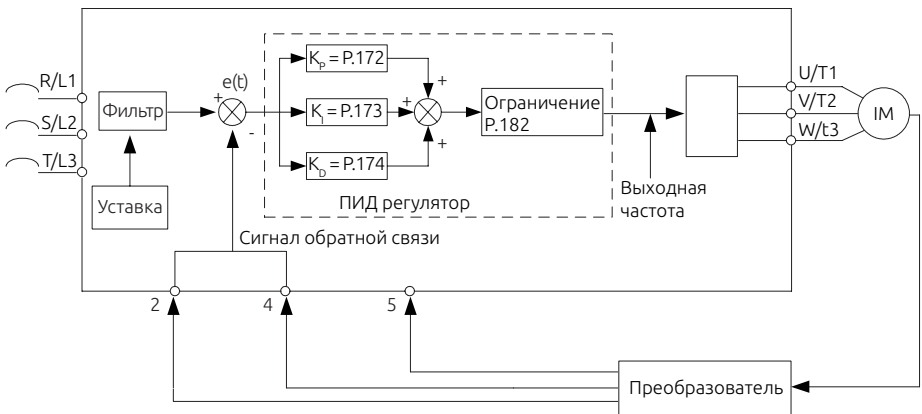 R/L1
S/L2
T/L3
Фильтр
Уставка
e(t)
+
-
K_P = P.172
K_I = P.173
K_D = P.174
+
+
+
Ограничение
P.182
ПИД регулятор
Выходная
частота
U/T1
V/T2
W/t3
IM
Сигнал обратной связи
2
4
5
Преобразователь